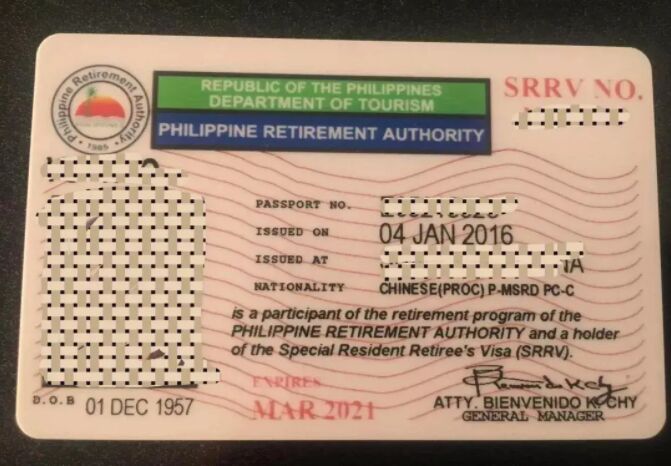 Philippine Retirement Authority
1985
REPUBLIC OF THE PHILIPPINES
DEPARTMENT OF TOURISM
PHILIPPINE RETIREMENT AUTHORITY
SRRV NO.
PASSPORT NO.
ISSUED ON 04 JAN 2016
ISSUED AT
NATIONALITY CHINESE(PROC) P-MSRD PC-C
is a participant of the retirement program of the
PHILIPPINE RETIREMENT AUTHORITY and a holder
of the Special Resident Retiree's Visa (SRRV).
D.O.B 01 DEC 1957
EXPIRES
MAR 2021
ATTY. BIENVENIDO K. CHY
GENERAL MANAGER